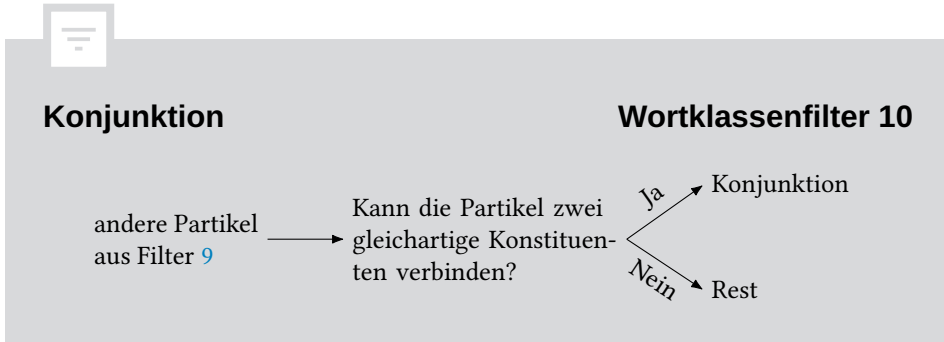 Konjunktion
Wortklassenfilter 10
andere Partikel
aus Filter 9
Kann die Partikel zwei
gleichartige Konstituen-
ten verbinden?
Ja
Konjunktion
Nein
Rest